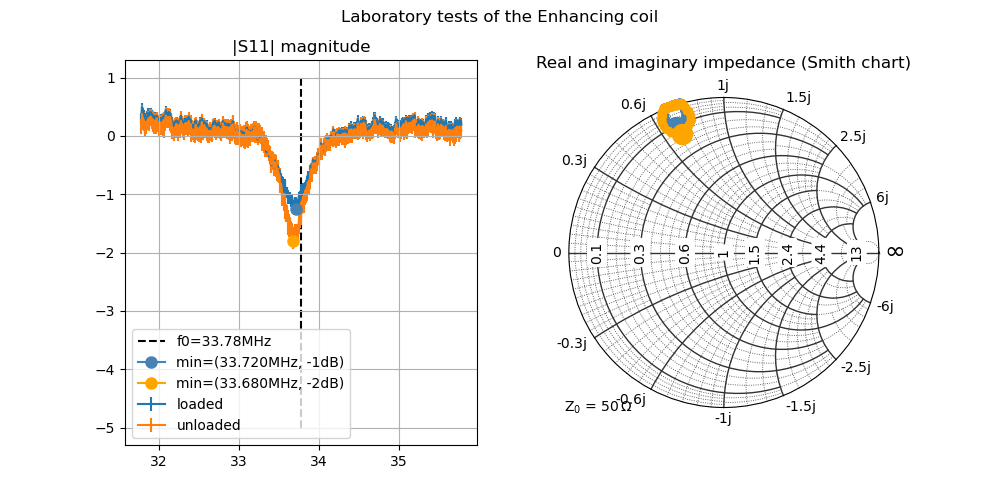 Laboratory tests of the Enhancing coil
|S11| magnitude
1
0
−1
−2
−3
−4
−5
32
33
34
35
f0=33.78MHz
min=(33.720MHz, -1dB)
min=(33.680MHz, -2dB)
loaded
unloaded
Real and imaginary impedance (Smith chart)
1j
0.6j
1.5j
0.3j
2.5j
6j
0
0.1
0.3
0.6
1
1.5
2.4
4.4
13
∞
-6j
-0.3j
-2.5j
-0.6j
-1.5j
-1j
Z0 = 50 Ω